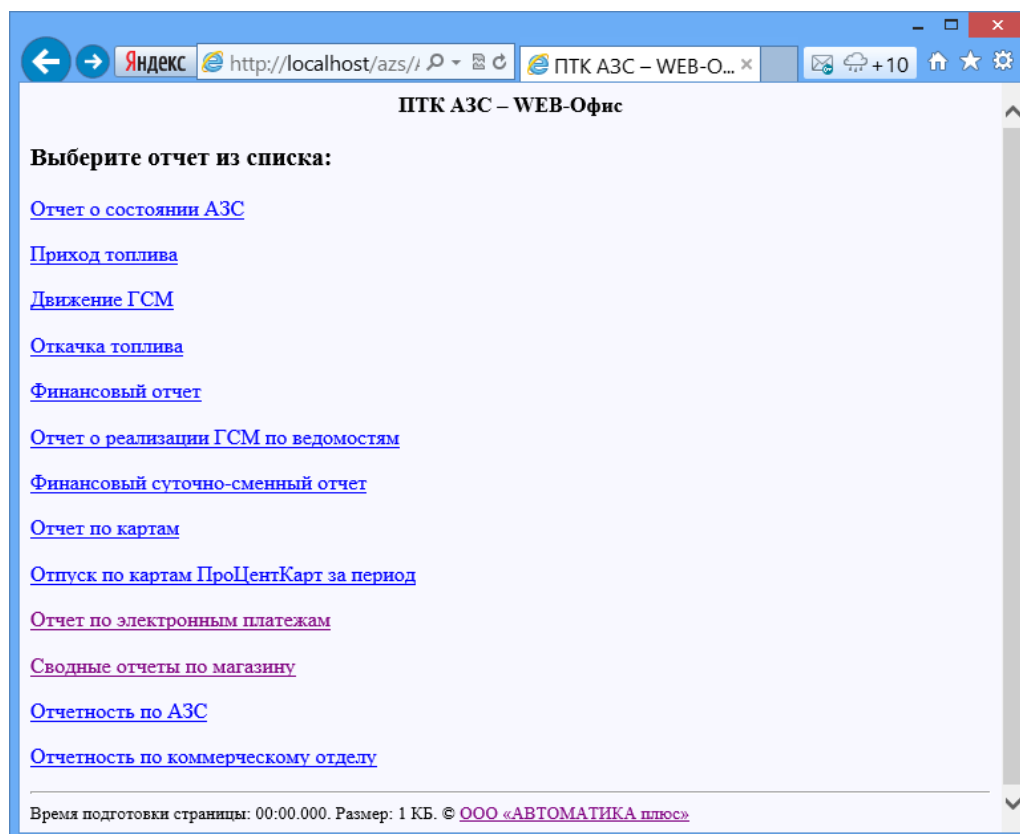 Яндекс http://localhost/azs// ПТК АЗС – WEB-О... × +10
ПТК АЗС – WEB-Офис
Выберите отчет из списка:
Отчет о состоянии АЗС
Приход топлива
Движение ГСМ
Откачка топлива
Финансовый отчет
Отчет о реализации ГСМ по ведомостям
Финансовый суточно-сменный отчет
Отчет по картам
Отпуск по картам ПроЦентКарт за период
Отчет по электронным платежам
Сводные отчеты по магазину
Отчетность по АЗС
Отчетность по коммерческому отделу
Время подготовки страницы: 00:00.000. Размер: 1 КБ. © ООО «АВТОМАТИКА плюс»